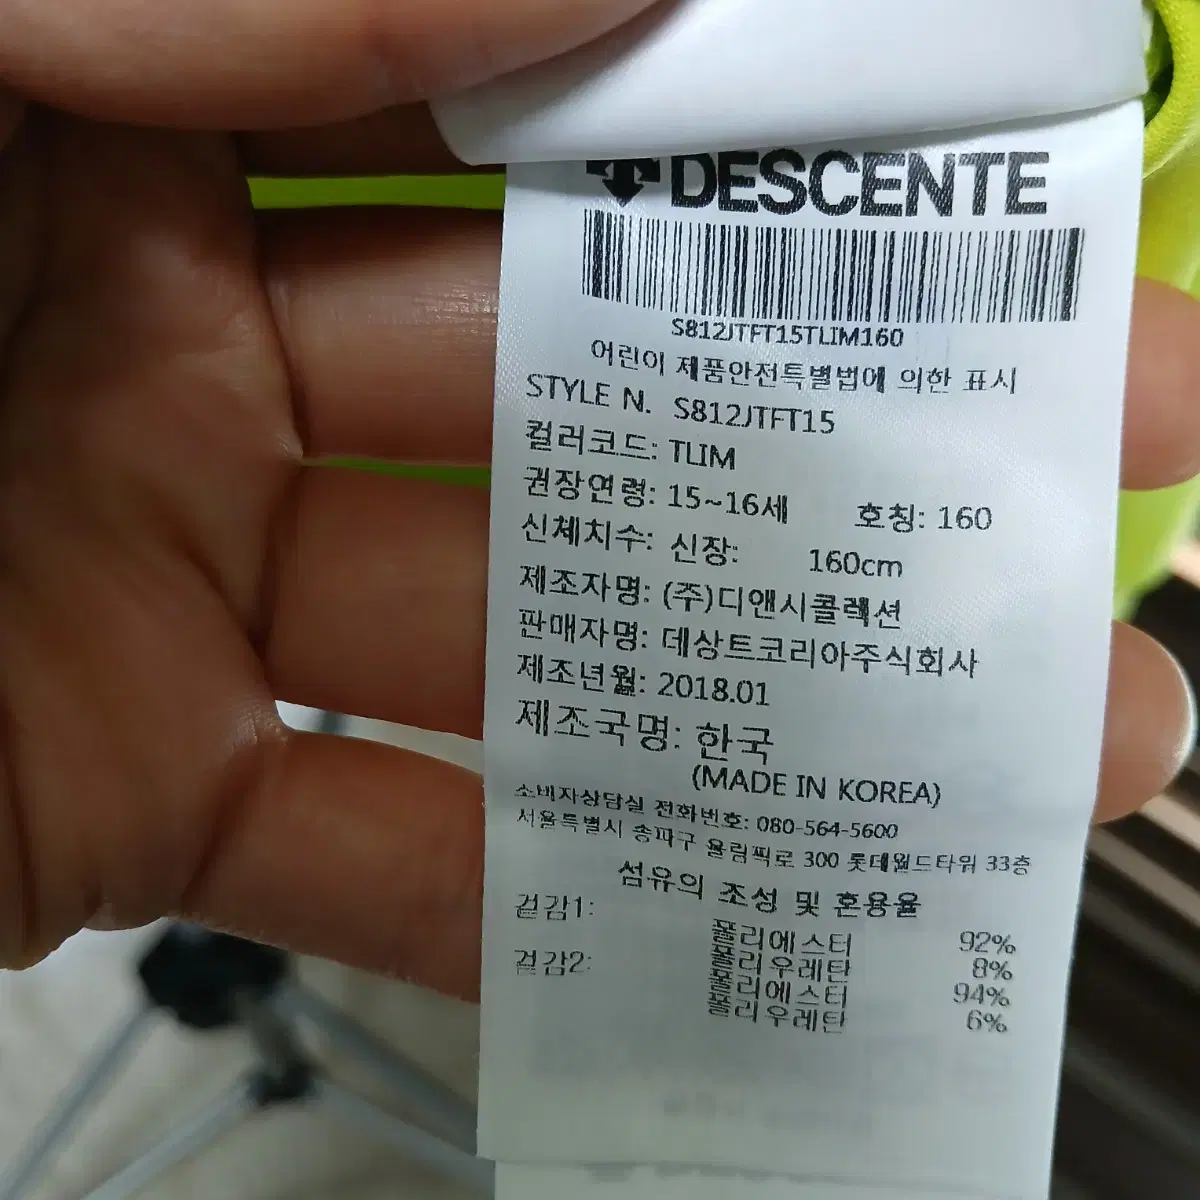 DESCENTE
S812JTFT15TLIM160
어린이 제품안전특별법에 의한 표시
STYLE N. S812JTFT15
컬러코드: TLIM
권장연령: 15~16세 호칭: 160
신체치수: 신장: 160cm
제조자명: (주)디앤시콜렉션
판매자명: 데상트코리아주식회사
제조년월: 2018.01
제조국명: 한국
(MADE IN KOREA)
소비자상담실 전화번호: 080-564-5600
서울특별시 송파구 올림픽로 300 롯데월드타워 33층
섬유의 조성 및 혼용율
겉감1:
폴리에스터 92%
폴리우레탄 8%
겉감2:
폴리에스터 94%
폴리우레탄 6%